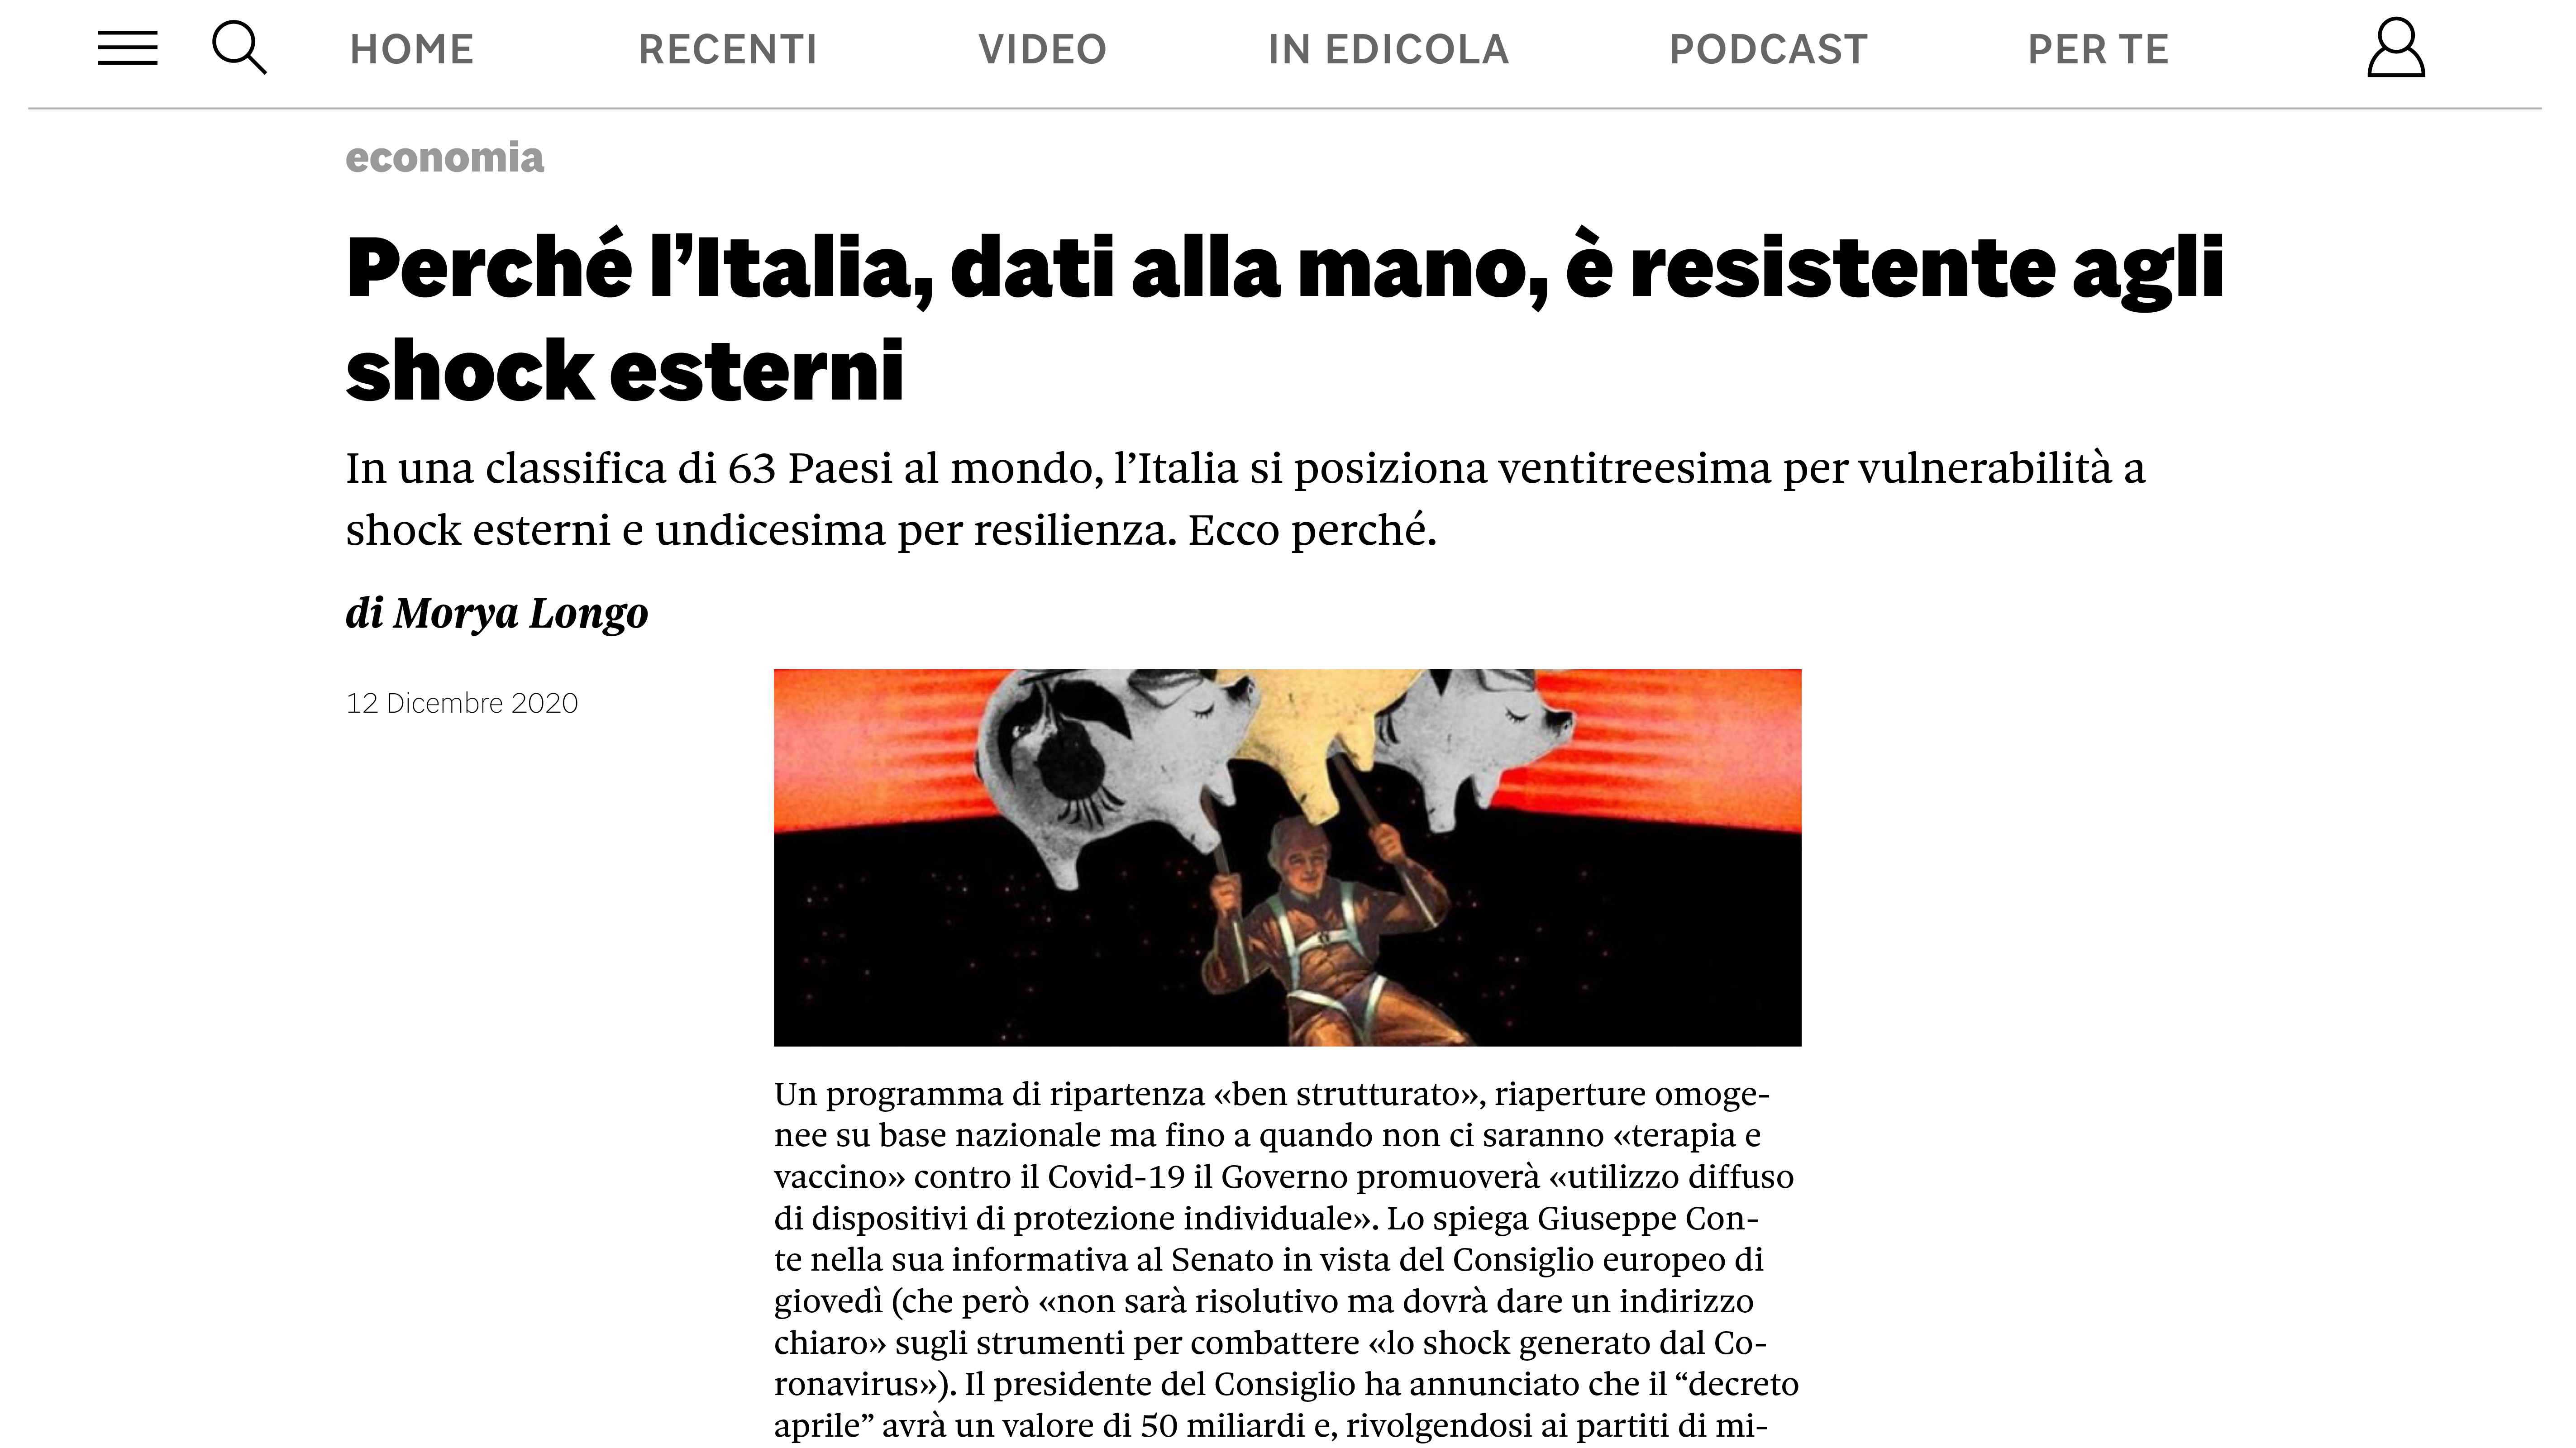 HOME RECENTI VIDEO IN EDICOLA PODCAST PER TE
economia
Perché l’Italia, dati alla mano, è resistente agli
shock esterni
In una classifica di 63 Paesi al mondo, l’Italia si posiziona ventitreesima per vulnerabilità a
shock esterni e undicesima per resilienza. Ecco perché.
di Morya Longo
12 Dicembre 2020
Un programma di ripartenza «ben strutturato», riaperture omoge-
nee su base nazionale ma fino a quando non ci saranno «terapia e
vaccino» contro il Covid-19 il Governo promuoverà «utilizzo diffuso
di dispositivi di protezione individuale». Lo spiega Giuseppe Con-
te nella sua informativa al Senato in vista del Consiglio europeo di
giovedì (che però «non sarà risolutivo ma dovrà dare un indirizzo
chiaro» sugli strumenti per combattere «lo shock generato dal Co-
ronavirus»). Il presidente del Consiglio ha annunciato che il “decreto
aprile” avrà un valore di 50 miliardi e, rivolgendosi ai partiti di mi-